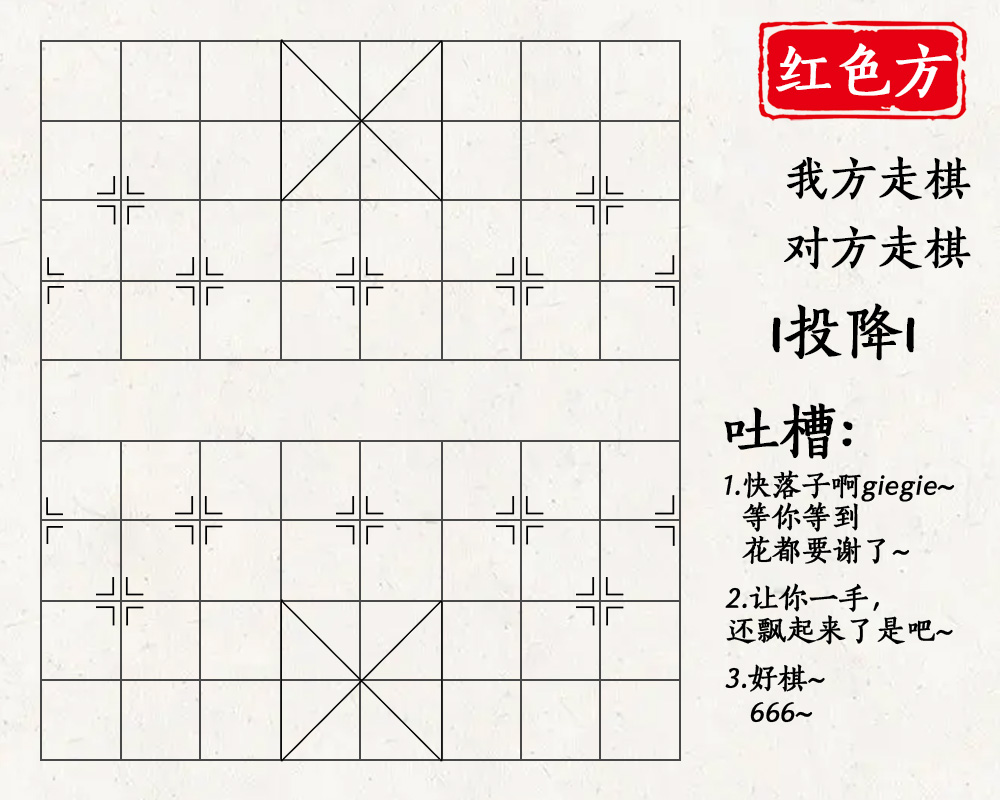 红色方
我方走棋
对方走棋
|投降|
吐槽:
1.快落子啊giegie~
等你等到
花都要谢了~
2.让你一手,
还飘起来了是吧~
3.好棋~
666~